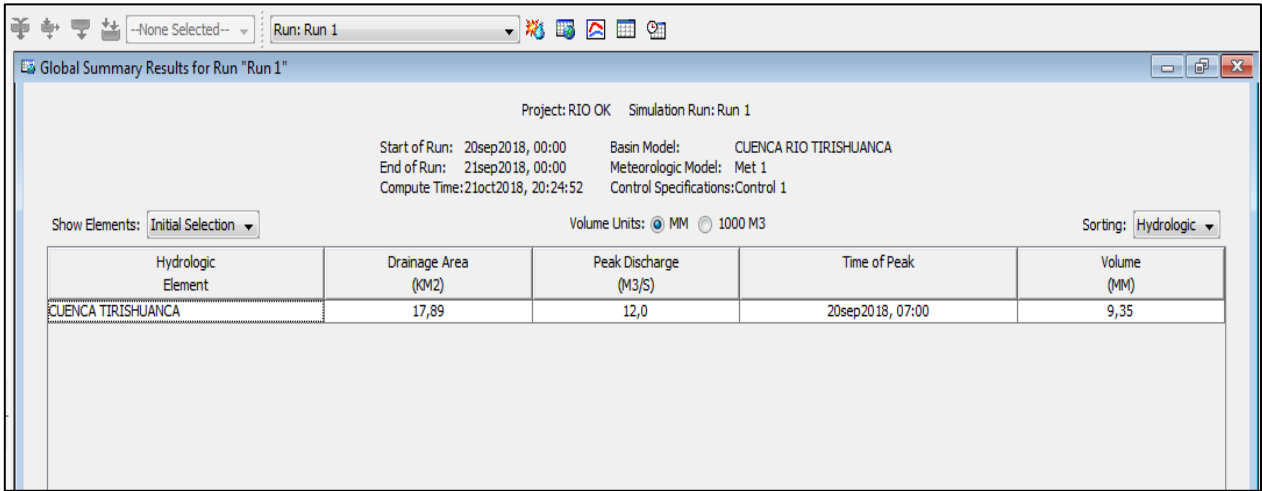 --None Selected-- Run: Run 1
Global Summary Results for Run "Run 1"
Project: RIO OK Simulation Run: Run 1
Start of Run: 20sep2018, 00:00 Basin Model: CUENCA RIO TIRISHUANCA
End of Run: 21sep2018, 00:00 Meteorologic Model: Met 1
Compute Time:21oct2018, 20:24:52 Control Specifications:Control 1
Show Elements: Initial Selection Volume Units: MM 1000 M3 Sorting: Hydrologic
Hydrologic Drainage Area Peak Discharge Time of Peak Volume
Element (KM2) (M3/S) (MM)
CUENCA TIRISHUANCA 17,89 12,0 20sep2018, 07:00 9,35